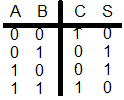 A B C S
0 0 1 0
0 1 0 1
1 0 0 1
1 1 1 0